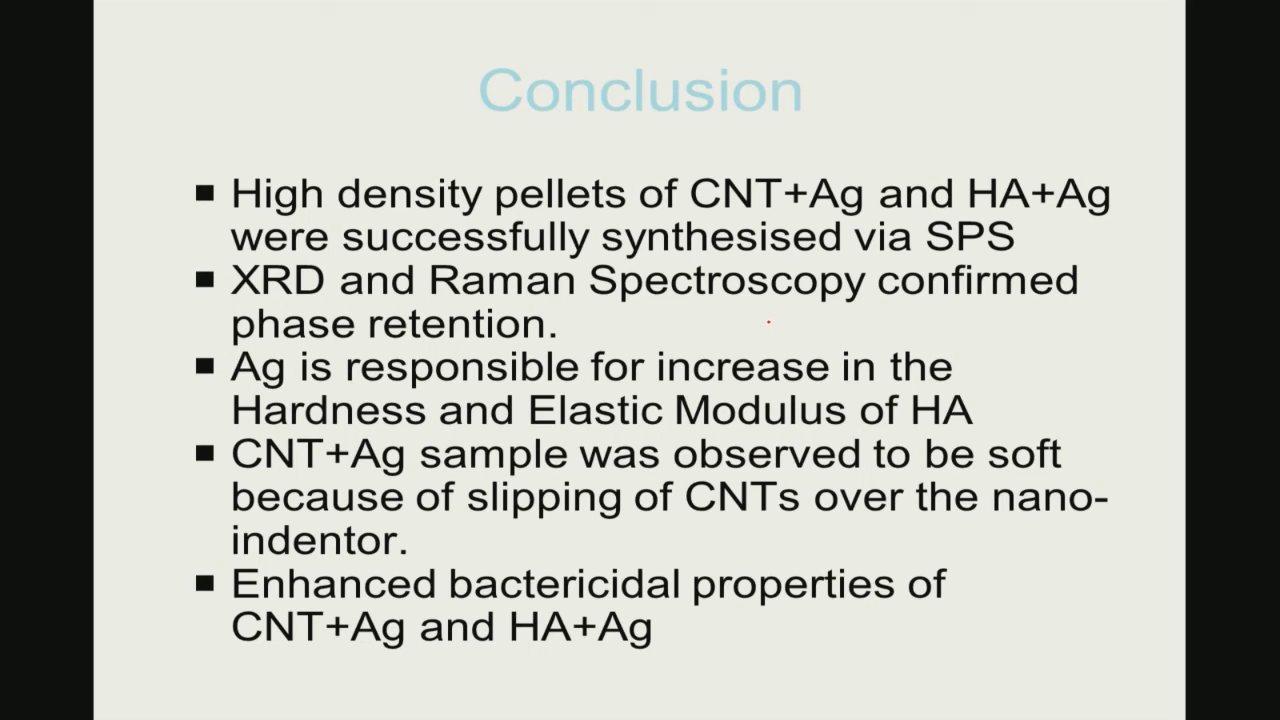 Conclusion
■ High density pellets of CNT+Ag and HA+Ag
were successfully synthesised via SPS
■ XRD and Raman Spectroscopy confirmed
phase retention.
■ Ag is responsible for increase in the
Hardness and Elastic Modulus of HA
■ CNT+Ag sample was observed to be soft
because of slipping of CNTs over the nano-
indentor.
■ Enhanced bactericidal properties of
CNT+Ag and HA+Ag